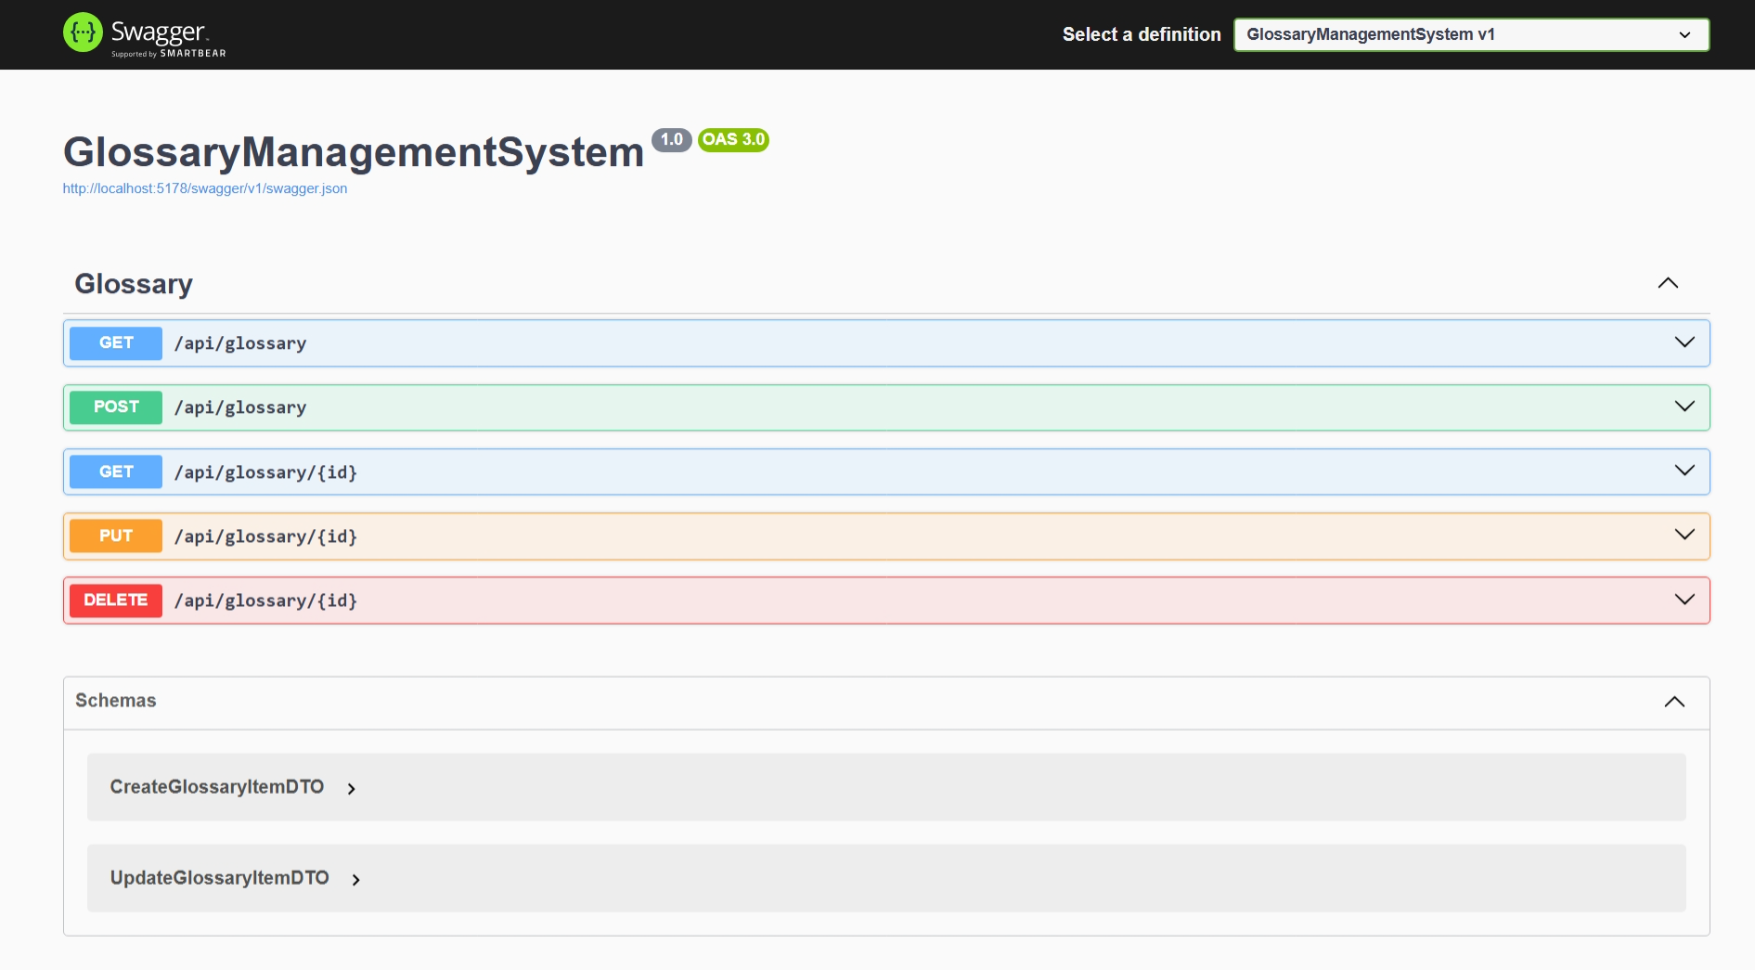 {···} Swagger.
Supported by SMARTBEAR
Select a definition
GlossaryManagementSystem v1
GlossaryManagementSystem 1.0 OAS 3.0
http://localhost:5178/swagger/v1/swagger.json
Glossary
GET /api/glossary
POST /api/glossary
GET /api/glossary/{id}
PUT /api/glossary/{id}
DELETE /api/glossary/{id}
Schemas
CreateGlossaryItemDTO
UpdateGlossaryItemDTO